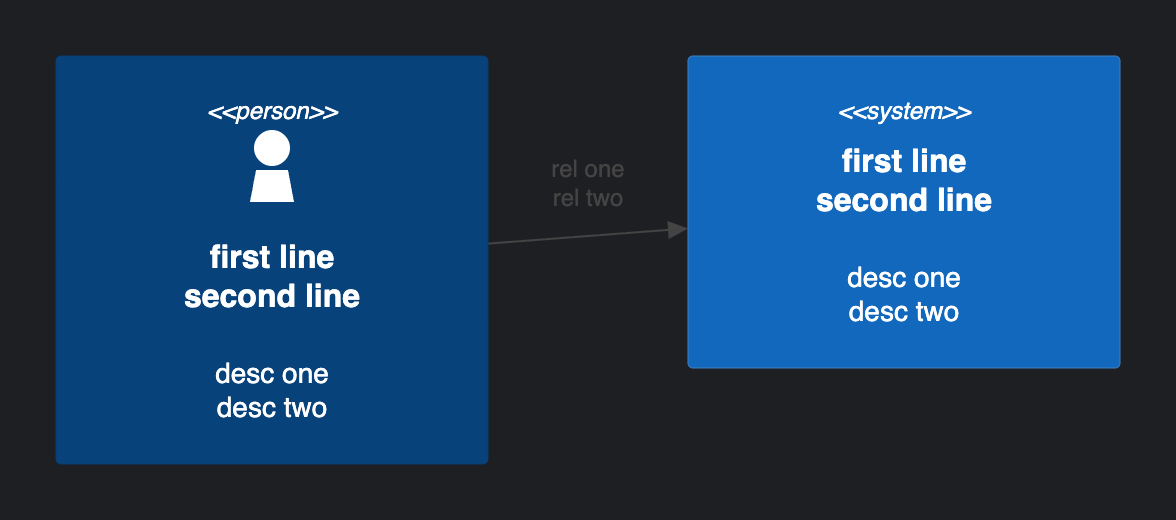 <<person>>
first line
second line
desc one
desc two
rel one
rel two
<<system>>
first line
second line
desc one
desc two